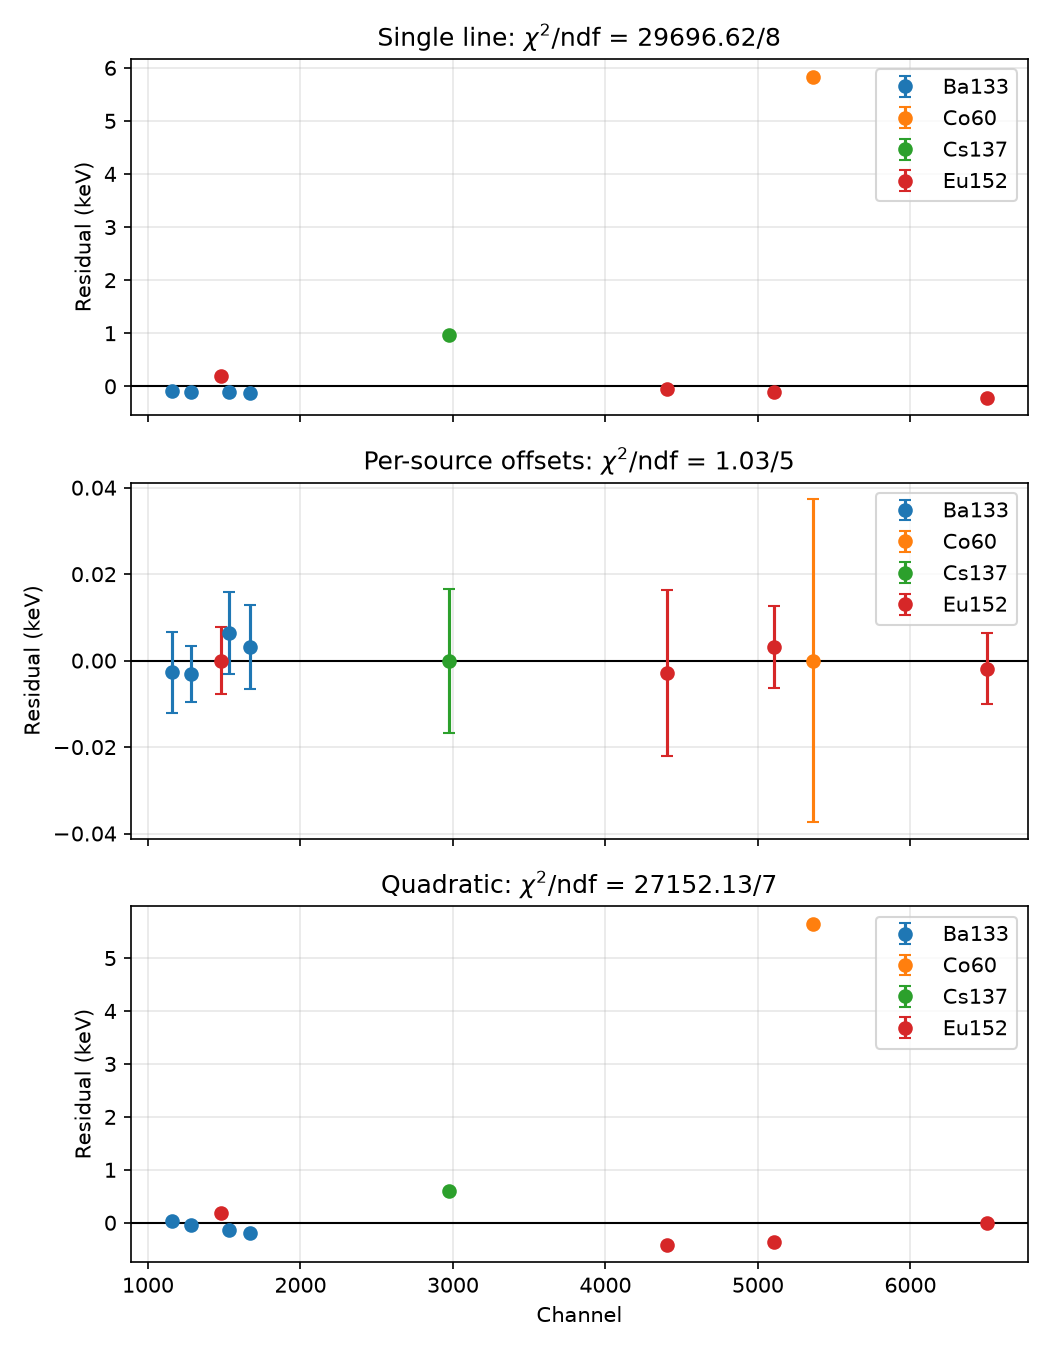 Single line: χ²/ndf = 29696.62/8
6
5
4
3
2
1
0
Residual (keV)
Ba133
Co60
Cs137
Eu152
Per-source offsets: χ²/ndf = 1.03/5
0.04
0.02
0.00
−0.02
−0.04
Residual (keV)
Ba133
Co60
Cs137
Eu152
Quadratic: χ²/ndf = 27152.13/7
5
4
3
2
1
0
Residual (keV)
Ba133
Co60
Cs137
Eu152
1000 2000 3000 4000 5000 6000
Channel